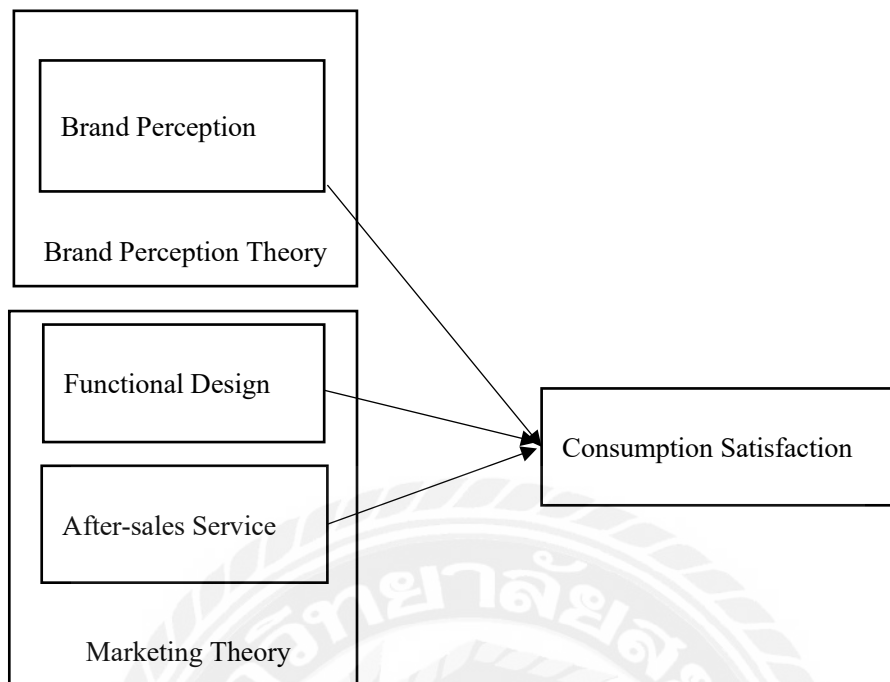 Brand Perception
Brand Perception Theory
Functional Design
After-sales Service
Marketing Theory
Consumption Satisfaction